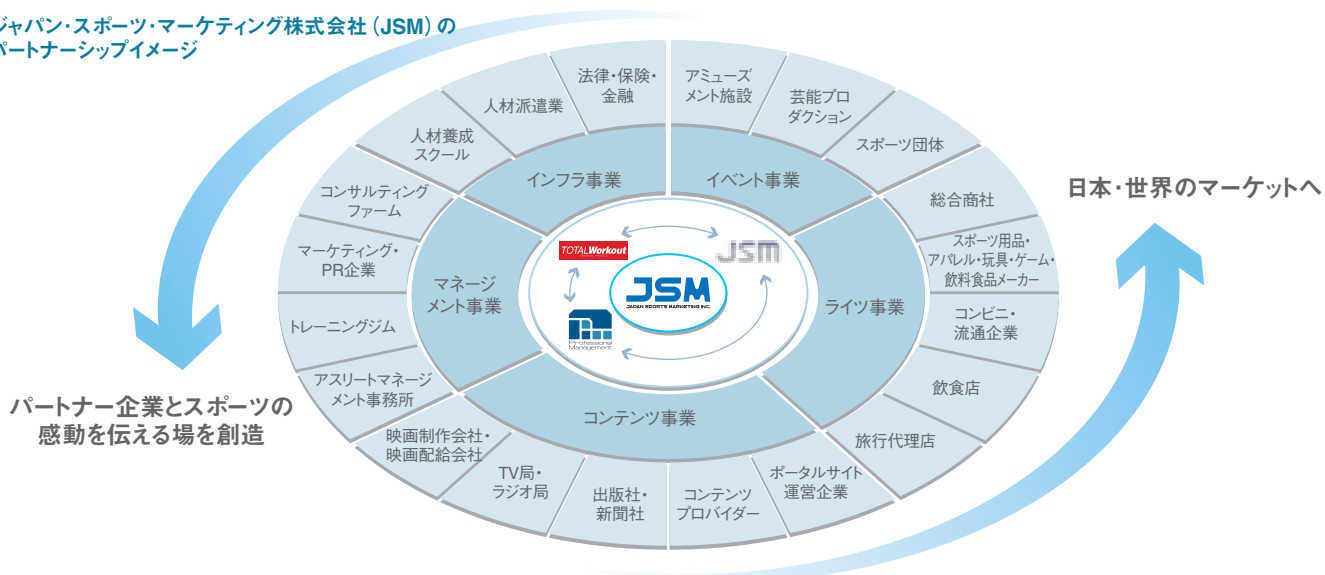 ジャパン・スポーツ・マーケティング株式会社(JSM)の
パートナーシップイメージ
法律・保険・
金融
アミューズ
メント施設
人材派遣業
芸能プロ
ダクション
人材養成
スクール
スポーツ団体
インフラ事業
イベント事業
コンサルティング
ファーム
総合商社
日本・世界のマーケットへ
マーケティング・
PR企業
スポーツ用品・
アパレル・玩具・ゲーム・
飲料食品メーカー
TOTAL Workout
JSM
JSM
JAPAN SPORTS MARKETING INC.
マネージ
メント事業
ライツ事業
トレーニングジム
コンビニ・
流通企業
Professional
Management
アスリートマネージ
メント事務所
飲食店
パートナー企業とスポーツの
感動を伝える場を創造
コンテンツ事業
映画制作会社・
映画配給会社
旅行代理店
TV局・
ラジオ局
出版社・
新聞社
コンテンツ
プロバイダー
ポータルサイト
運営企業